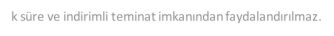 k süre ve indirimli teminat imkanından faydalandırılmaz.